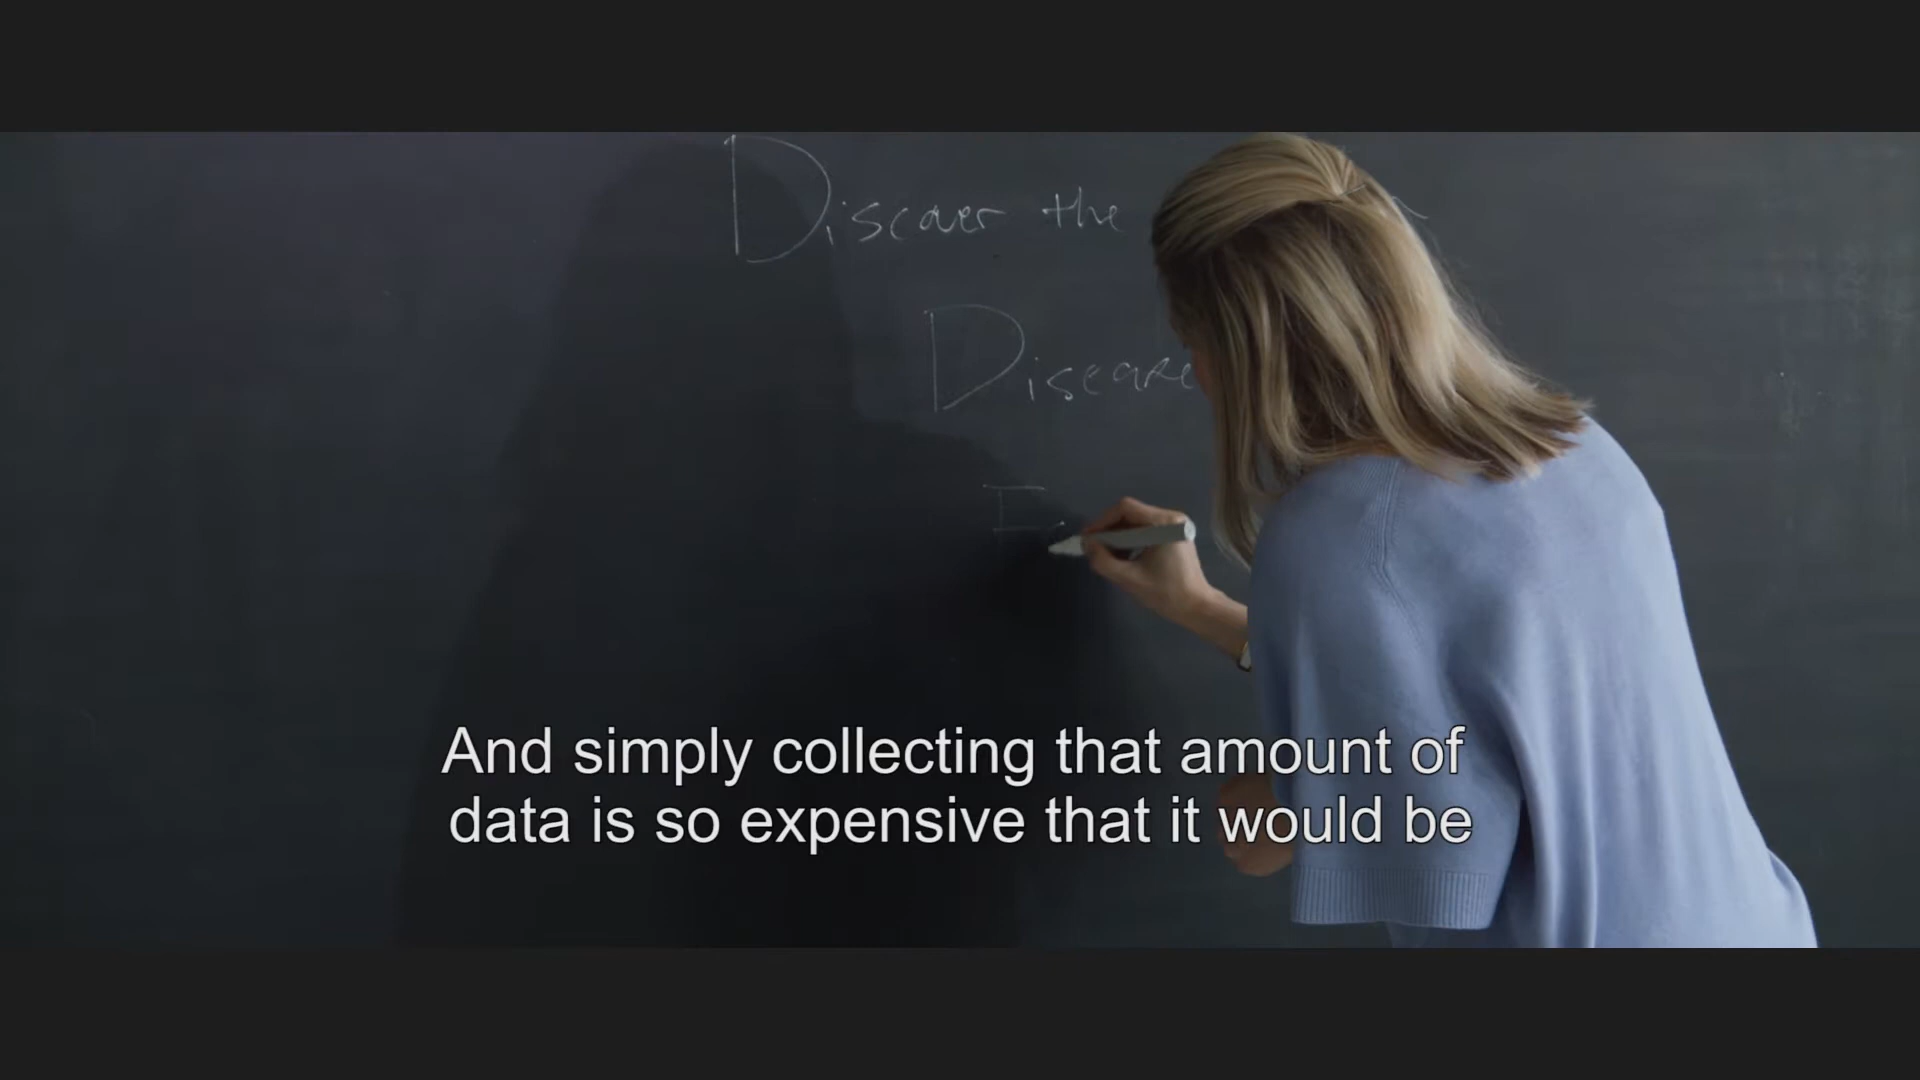 Discover the
Disease
E
And simply collecting that amount of
data is so expensive that it would be